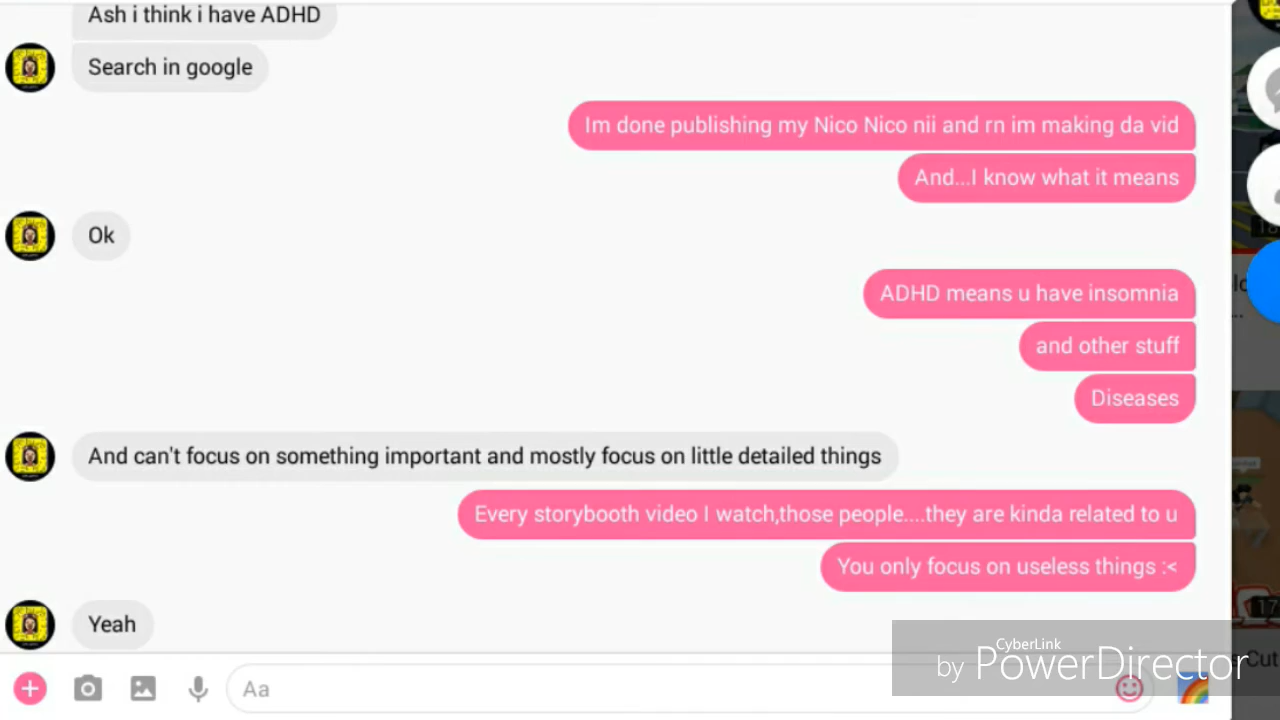 Ash i think i have ADHD
Search in google
Im done publishing my Nico Nico nii and rn im making da vid
And...I know what it means
Ok
ADHD means u have insomnia
and other stuff
Diseases
And can't focus on something important and mostly focus on little detailed things
Every storybooth video I watch,those people....they are kinda related to u
You only focus on useless things :<
Yeah
Aa
CyberLink
by PowerDirector
Cut